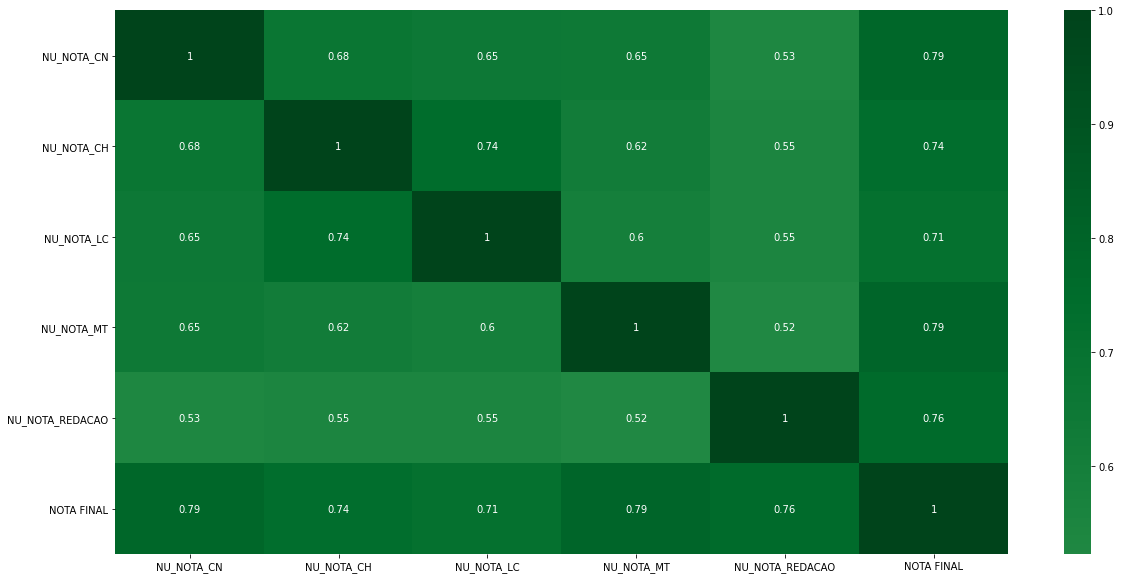 NU_NOTA_CN 1 0.68 0.65 0.65 0.53 0.79
NU_NOTA_CH 0.68 1 0.74 0.62 0.55 0.74
NU_NOTA_LC 0.65 0.74 1 0.6 0.55 0.71
NU_NOTA_MT 0.65 0.62 0.6 1 0.52 0.79
NU_NOTA_REDACAO 0.53 0.55 0.55 0.52 1 0.76
NOTA FINAL 0.79 0.74 0.71 0.79 0.76 1
NU_NOTA_CN NU_NOTA_CH NU_NOTA_LC NU_NOTA_MT NU_NOTA_REDACAO NOTA FINAL
1.0
0.9
0.8
0.7
0.6